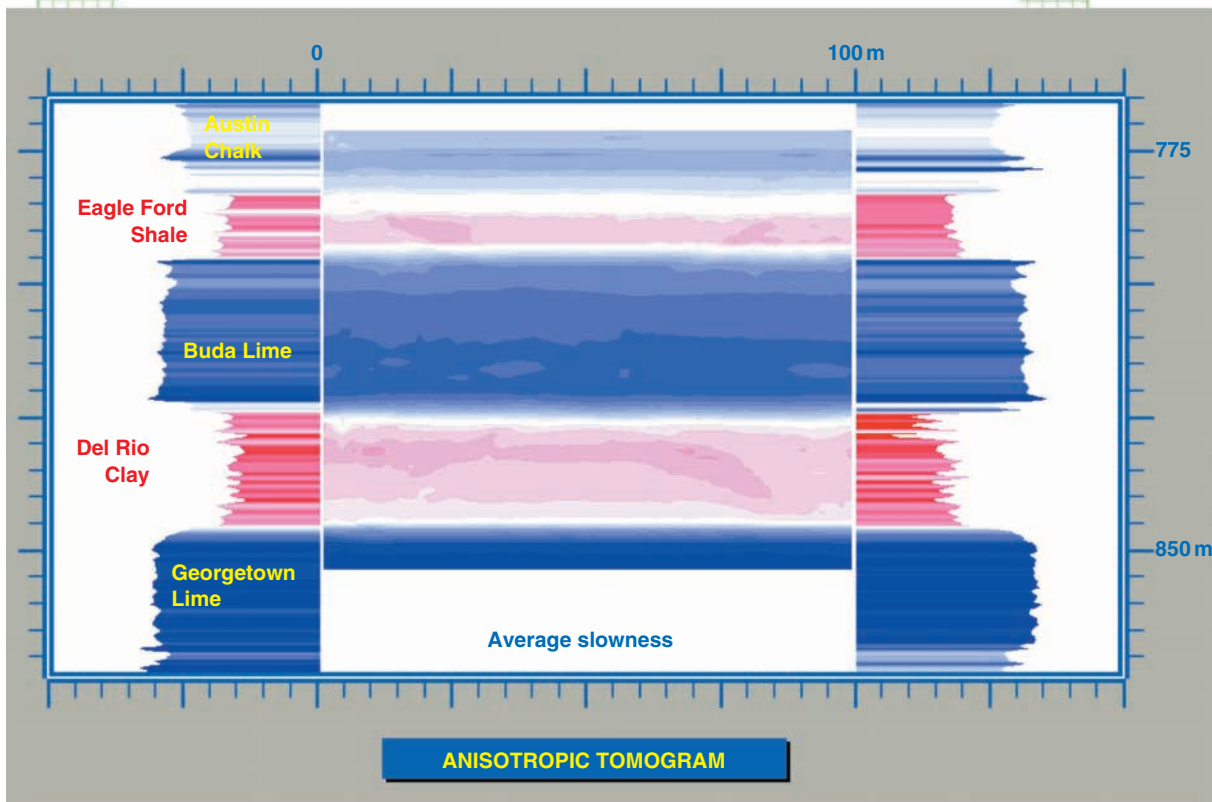 0
100 m
Austin
Chalk
775
Eagle Ford
Shale
Buda Lime
Del Rio
Clay
850 m
Georgetown
Lime
Average slowness
ANISOTROPIC TOMOGRAM